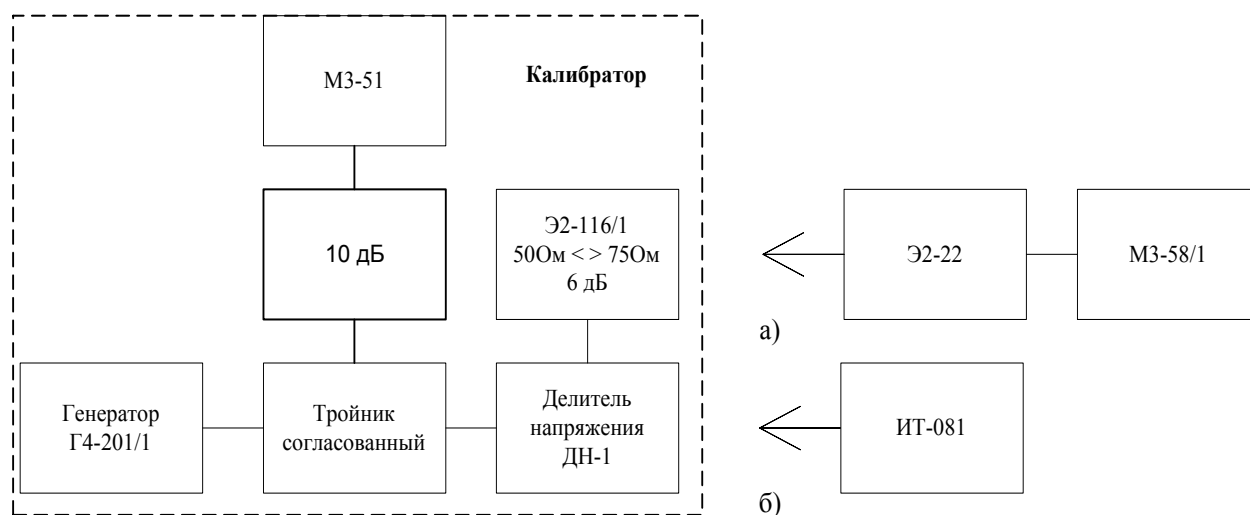 М3-51
Калибратор
10 дБ
Э2-116/1
50Ом < > 75Ом
6 дБ
Э2-22
М3-58/1
а)
Генератор
Г4-201/1
Тройник
согласованный
Делитель
напряжения
ДН-1
ИТ-081
б)